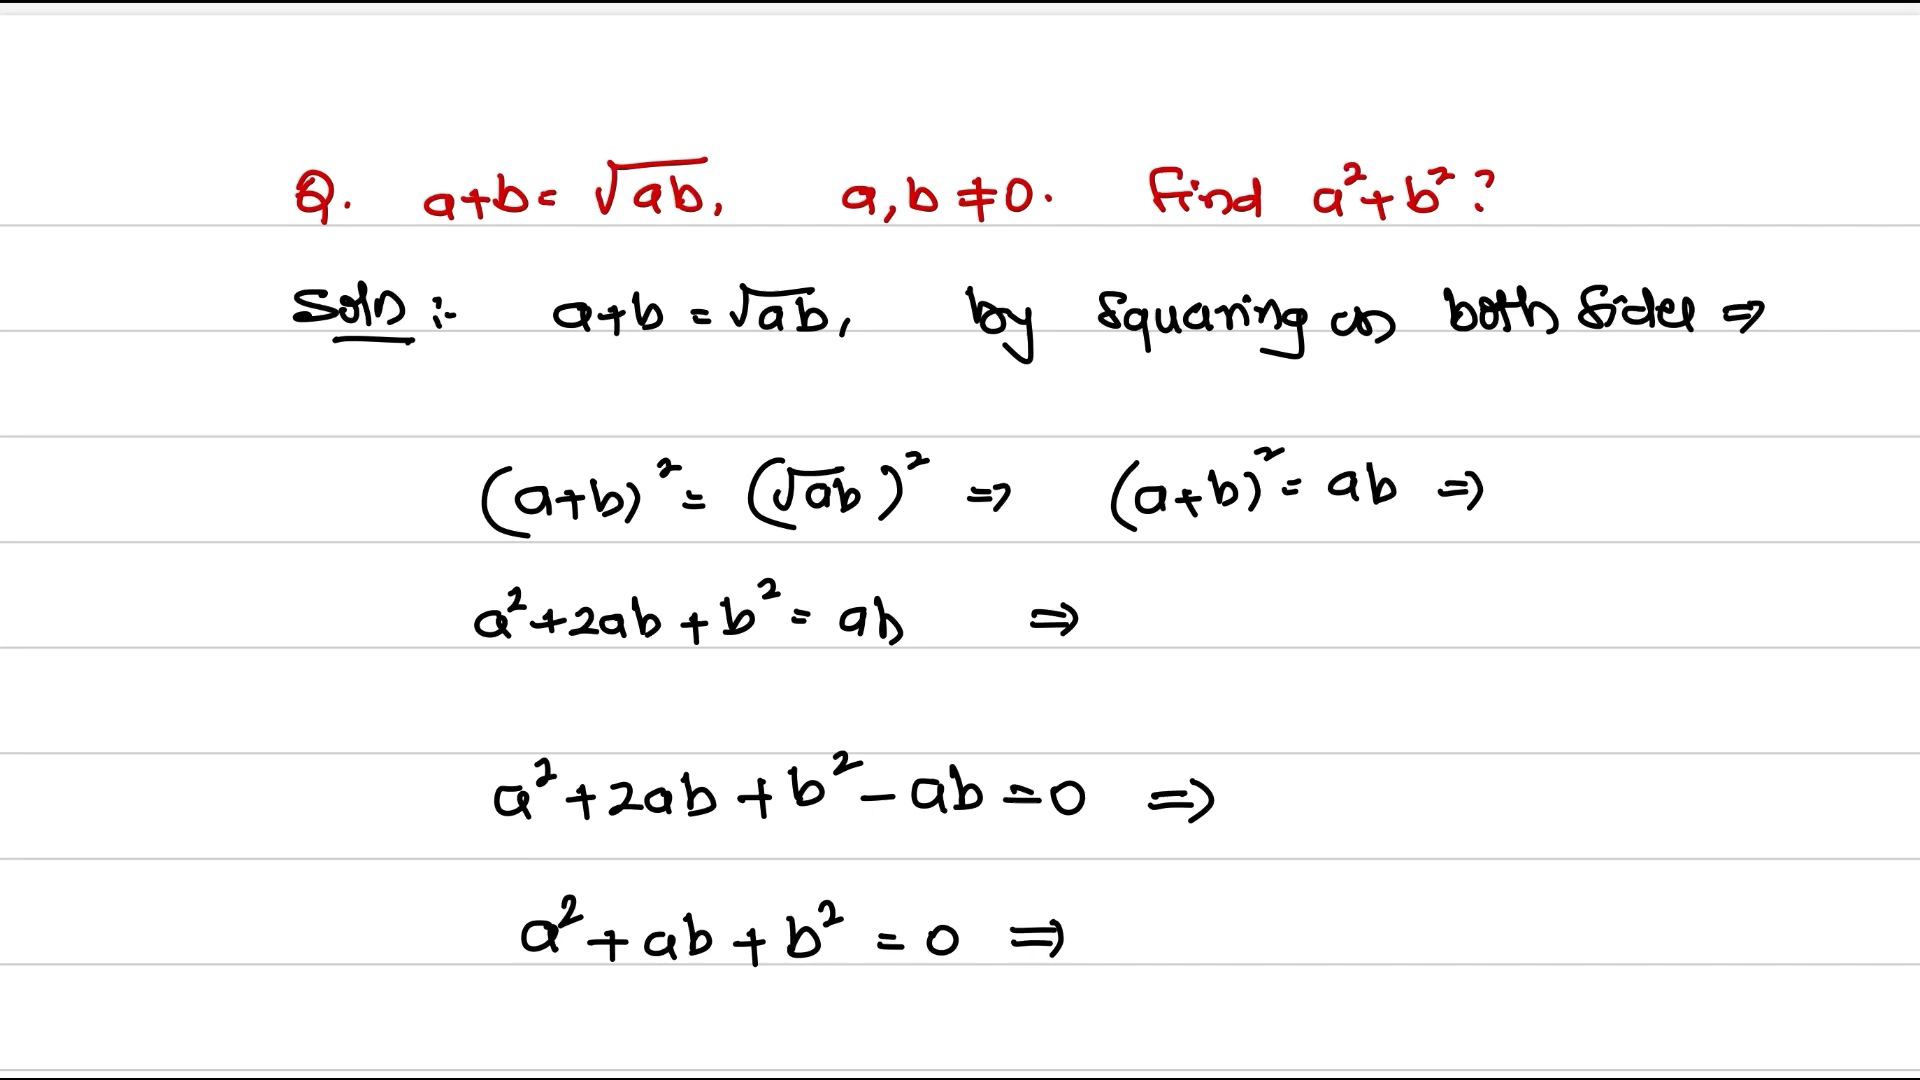 Q. a+b= √ab, a, b ≠0. Find a²+b²?
Soln :- a+b = √ab, by Squaring on both Sides ⇒
(a+b)² = (√ab)² ⇒ (a+b)² = ab ⇒
a²+2ab+b² = ab ⇒
a²+2ab+b²-ab=0 ⇒
a²+ab+b² = 0 ⇒